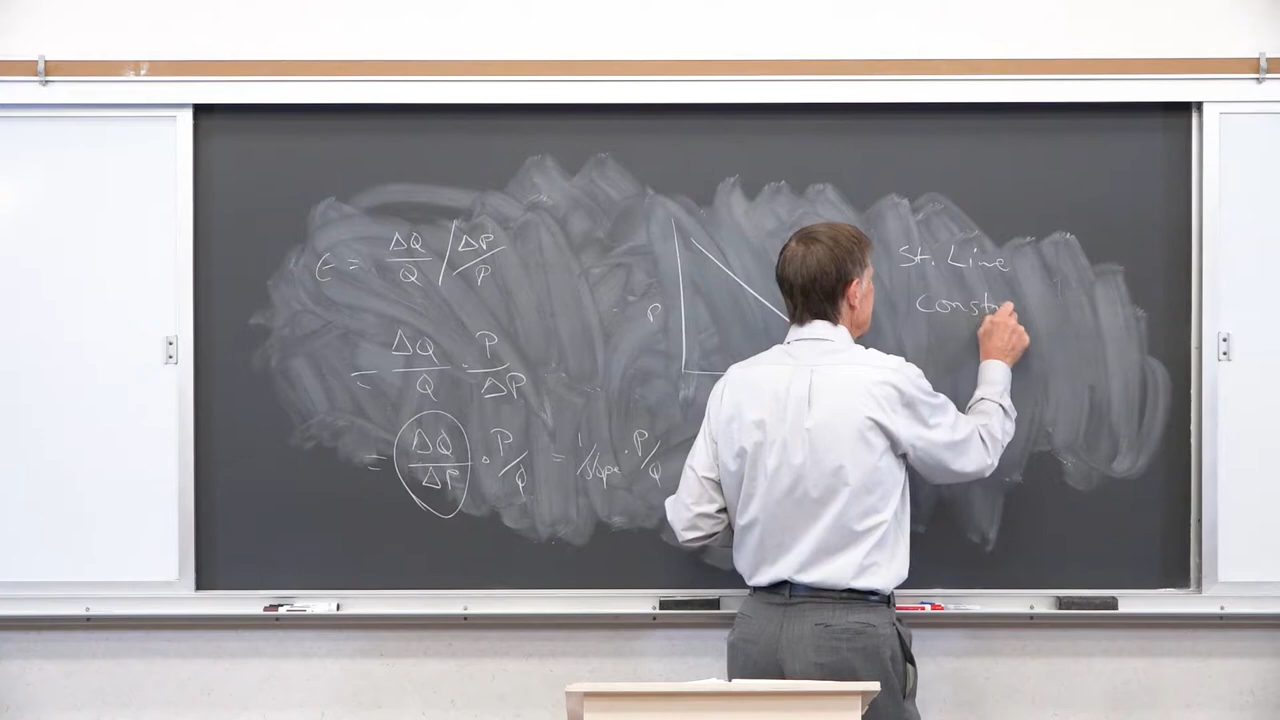 ϵ = ΔQ/Q / ΔP/P
= ΔQ/Q · P/ΔP
= ΔQ/ΔP · P/Q = 1/slope · P/Q
P
St. Line
const